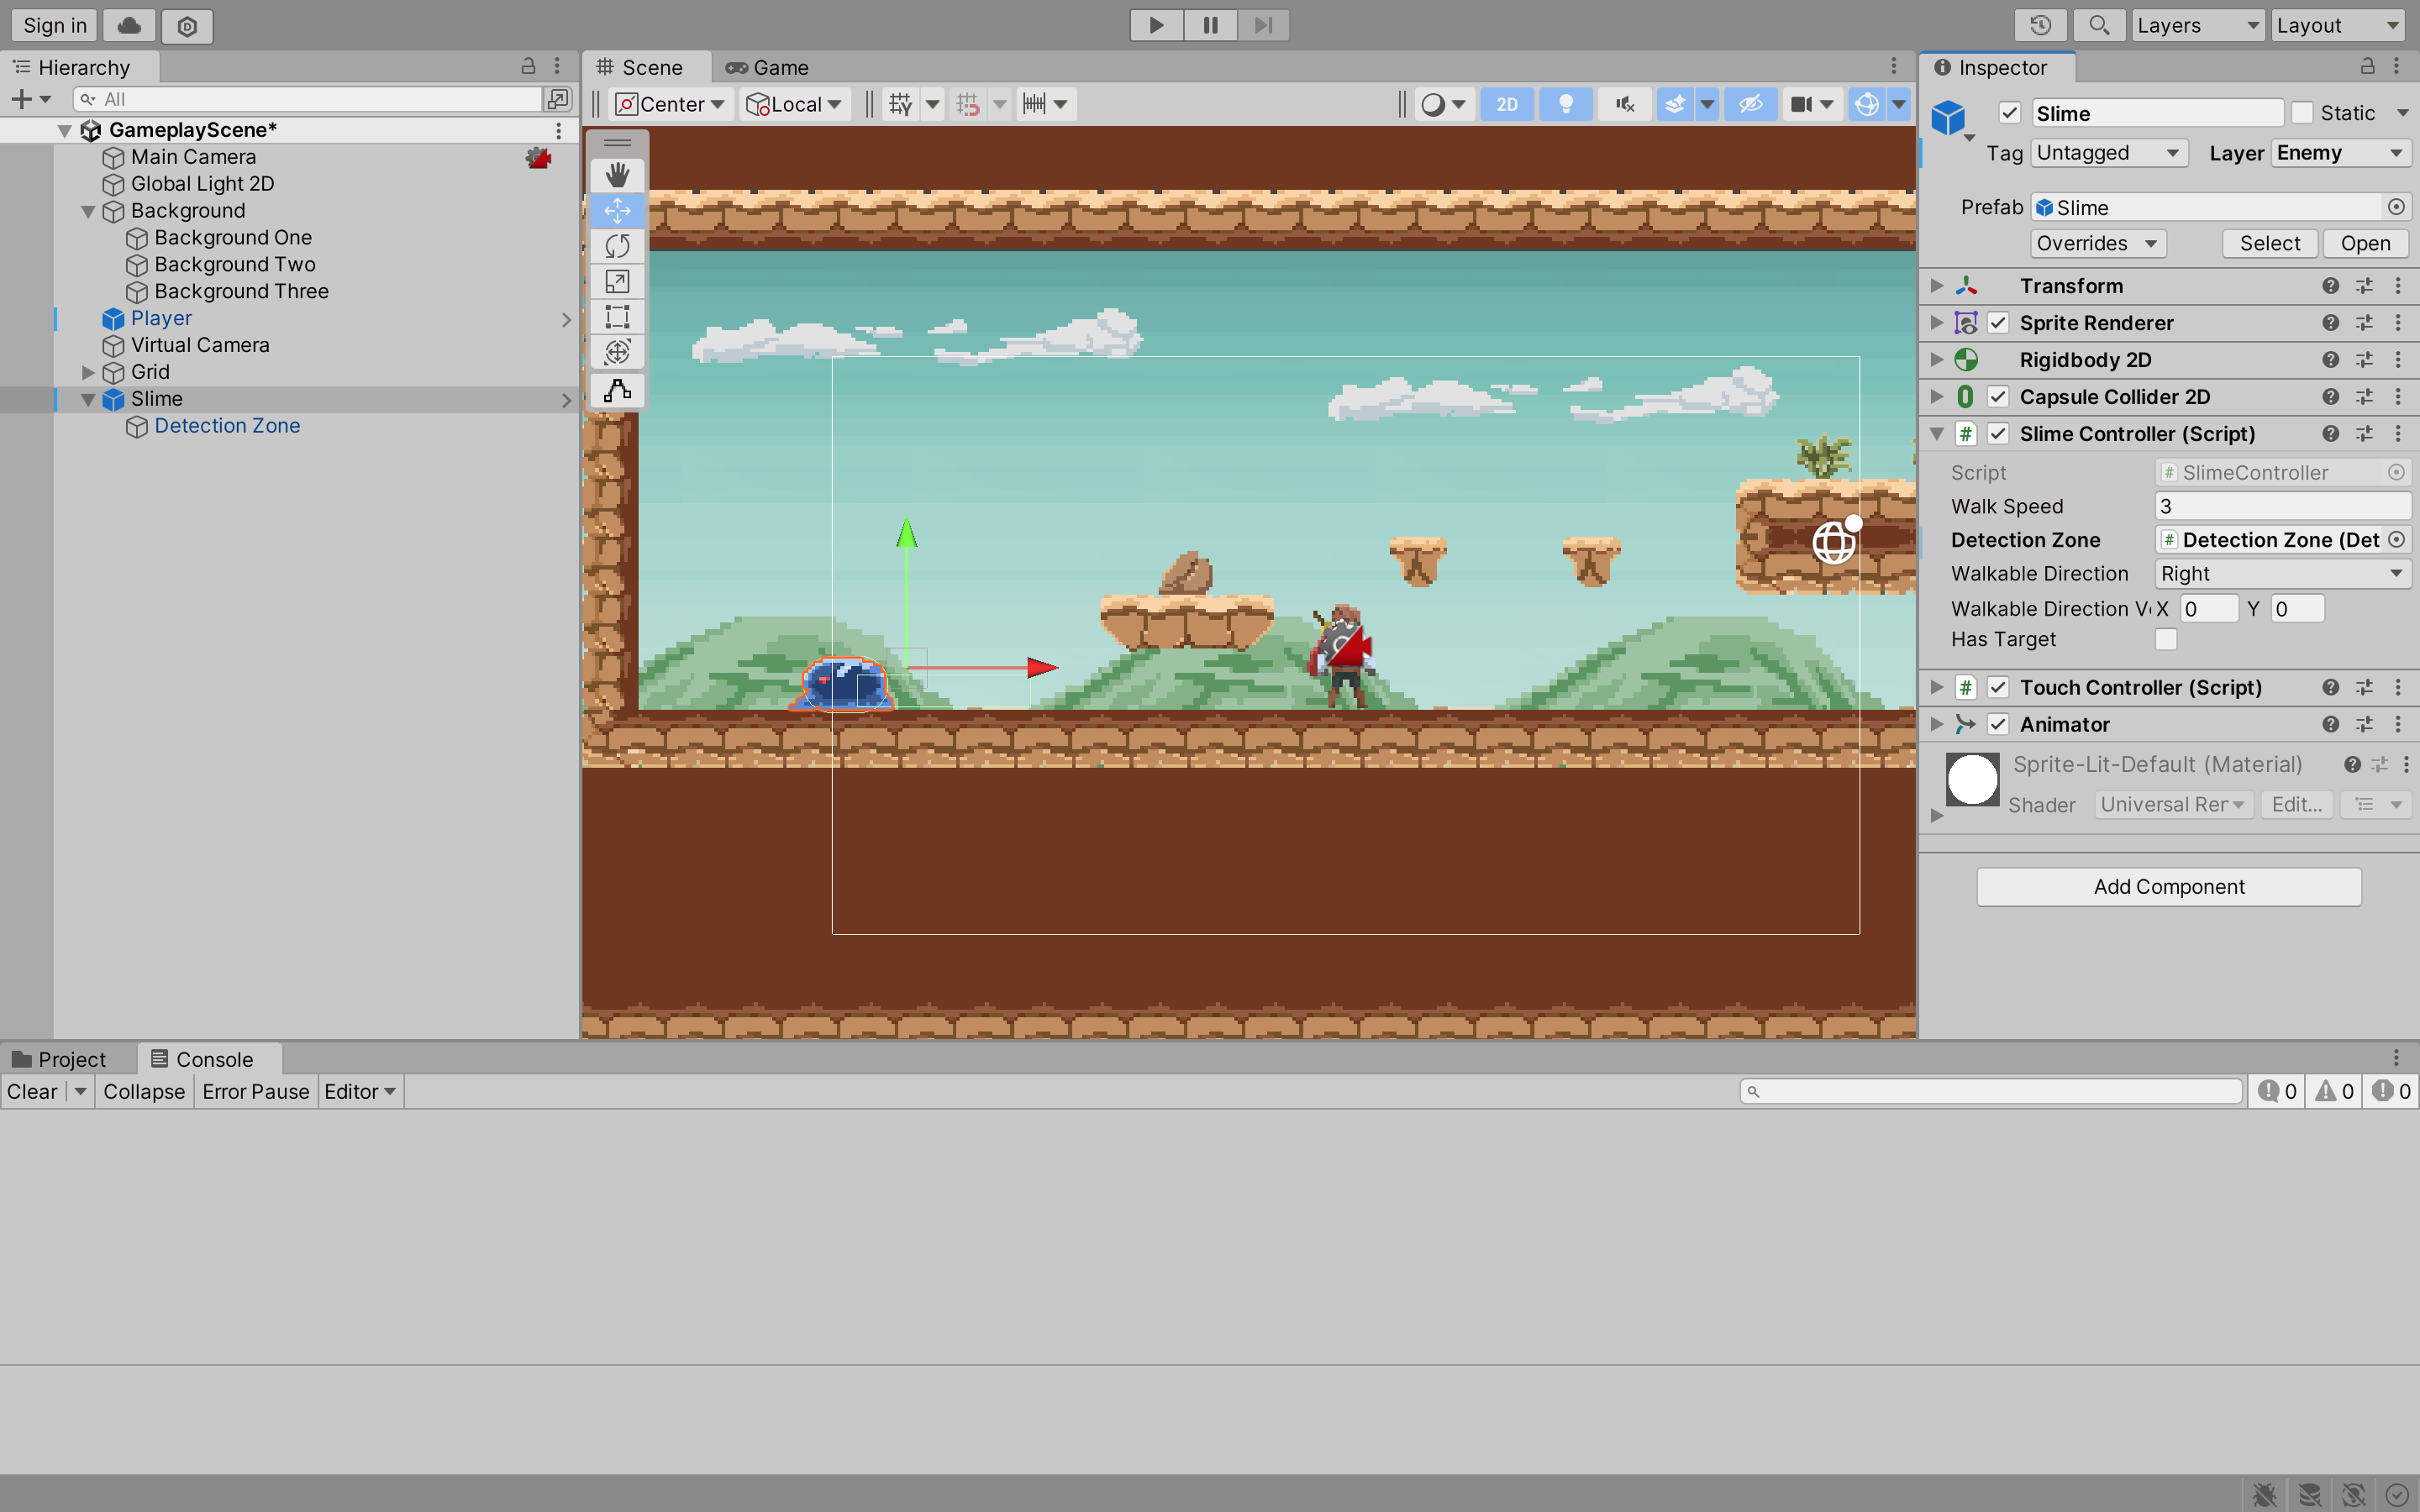 Sign in
Layers
Layout
Hierarchy
All
GameplayScene*
Main Camera
Global Light 2D
Background
Background One
Background Two
Background Three
Player
Virtual Camera
Grid
Slime
Detection Zone
Scene
Game
Center
Local
2D
Inspector
Slime
Static
Tag
Untagged
Layer
Enemy
Prefab
Slime
Overrides
Select
Open
Transform
Sprite Renderer
Rigidbody 2D
Capsule Collider 2D
# Slime Controller (Script)
Script
# SlimeController
Walk Speed
3
Detection Zone
# Detection Zone (Det
Walkable Direction
Right
Walkable Direction V
X 0 Y 0
Has Target
# Touch Controller (Script)
Animator
Sprite-Lit-Default (Material)
Shader
Universal Rer
Edit...
Add Component
Project
Console
Clear
Collapse
Error Pause
Editor
0
0
0